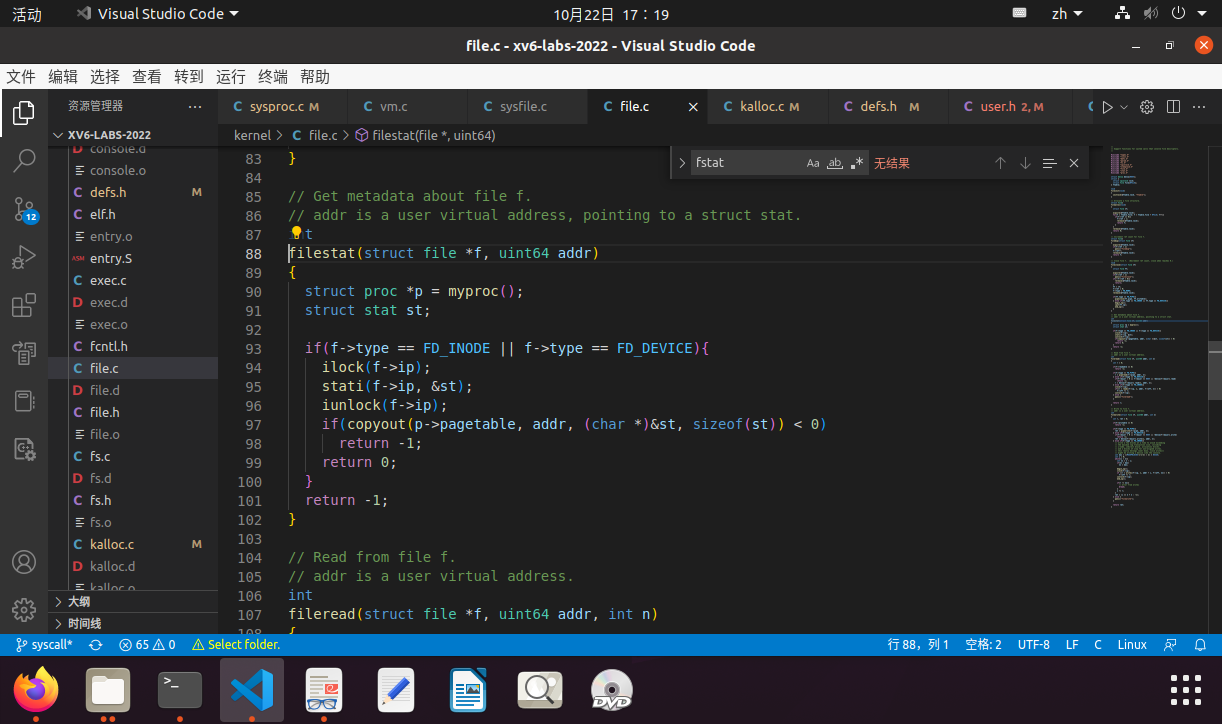 活动
Visual Studio Code
10月22日 17：19
zh
file.c - xv6-labs-2022 - Visual Studio Code
文件 编辑 选择 查看 转到 运行 终端 帮助
资源管理器
sysproc.c M
vm.c
sysfile.c
file.c
kalloc.c M
defs.h M
user.h 2, M
XV6-LABS-2022
kernel > file.c > filestat(file *, uint64)
fstat
Aa
ab
无结果
console.d
console.o
defs.h M
elf.h
entry.o
entry.S
exec.c
exec.d
exec.o
fcntl.h
file.c
file.d
file.h
file.o
fs.c
fs.d
fs.h
fs.o
kalloc.c M
kalloc.d
kalloc.o
大纲
时间线
12
83 }
84
85 // Get metadata about file f.
86 // addr is a user virtual address, pointing to a struct stat.
87 int
88 filestat(struct file *f, uint64 addr)
89 {
90 struct proc *p = myproc();
91 struct stat st;
92
93 if(f->type == FD_INODE || f->type == FD_DEVICE){
94 ilock(f->ip);
95 stati(f->ip, &st);
96 iunlock(f->ip);
97 if(copyout(p->pagetable, addr, (char *)&st, sizeof(st)) < 0)
98 return -1;
99 return 0;
100 }
101 return -1;
102 }
103
104 // Read from file f.
105 // addr is a user virtual address.
106 int
107 fileread(struct file *f, uint64 addr, int n)
108 {
syscall*
65 0
Select folder.
行 88，列 1
空格: 2
UTF-8
LF
C
Linux
DVD